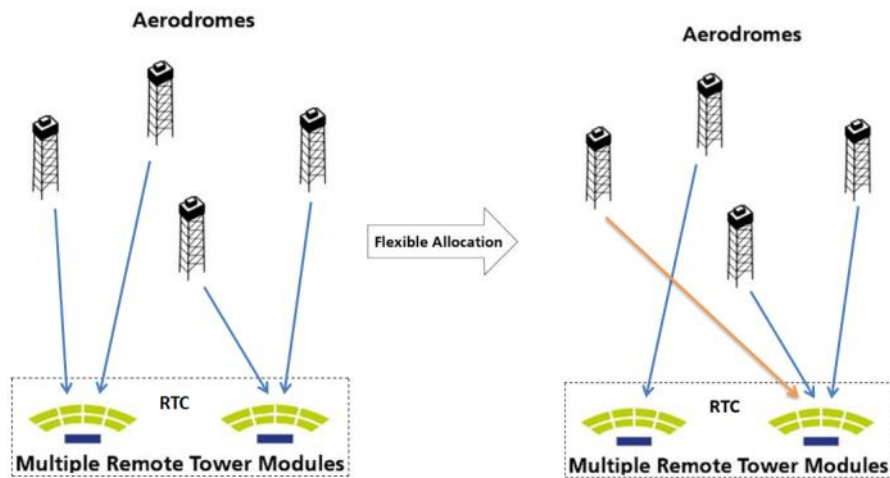 Aerodromes
RTC
Multiple Remote Tower Modules
Flexible Allocation
Aerodromes
RTC
Multiple Remote Tower Modules